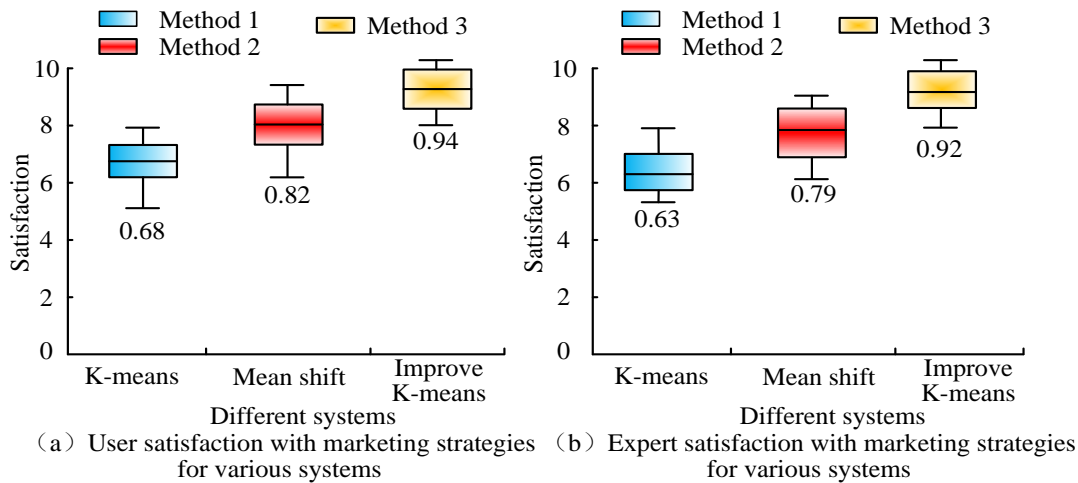 Method 1
Method 2
Method 3
10
8
6
4
2
0
Satisfaction
0.68
0.82
0.94
K-means
Mean shift
Improve
K-means
Different systems
（a）User satisfaction with marketing strategies
for various systems
Method 1
Method 2
Method 3
10
8
6
4
2
0
Satisfaction
0.63
0.79
0.92
K-means
Mean shift
Improve
K-means
Different systems
（b）Expert satisfaction with marketing strategies
for various systems